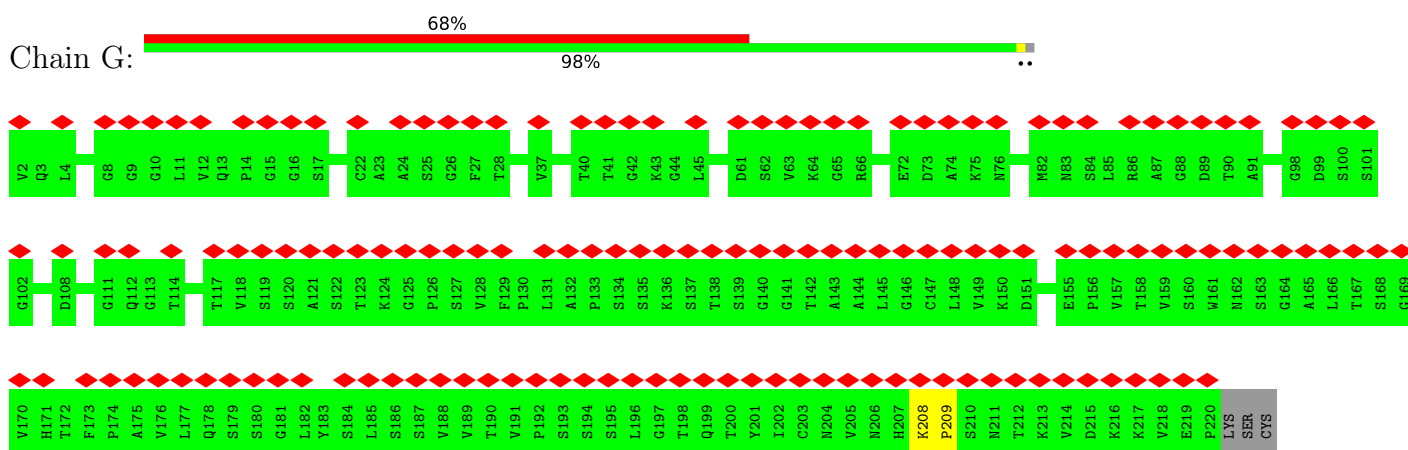 68%
Chain G:
98%
••
V2 Q3 L4 G8 G9 G10 L11 V12 Q13 P14 G15 G16 S17 C22 A23 A24 S25 G26 F27 T28 V37 T40 T41 G42 K43 G44 L45 D61 S62 V63 K64 G65 R66 E72 D73 A74 K75 N76 M82 N83 S84 L85 R86 A87 G88 D89 T90 A91 G98 D99 S100 S101
G102 D108 G111 Q112 G113 T114 T117 V118 S119 S120 A121 S122 T123 K124 G125 P126 S127 V128 F129 P130 L131 A132 P133 S134 S135 K136 S137 T138 S139 G140 G141 T142 A143 A144 L145 G146 C147 L148 V149 K150 D151 E155 P156 V157 T158 V159 S160 W161 N162 S163 G164 A165 L166 T167 S168 G169
V170 H171 T172 F173 P174 A175 V176 L177 Q178 S179 S180 G181 L182 Y183 S184 L185 S186 S187 V188 V189 T190 V191 P192 S193 S194 S195 L196 G197 T198 Q199 T200 Y201 I202 C203 N204 V205 N206 H207 K208 P209 S210 N211 T212 K213 V214 D215 K216 K217 V218 E219 P220 LYS SER CYS